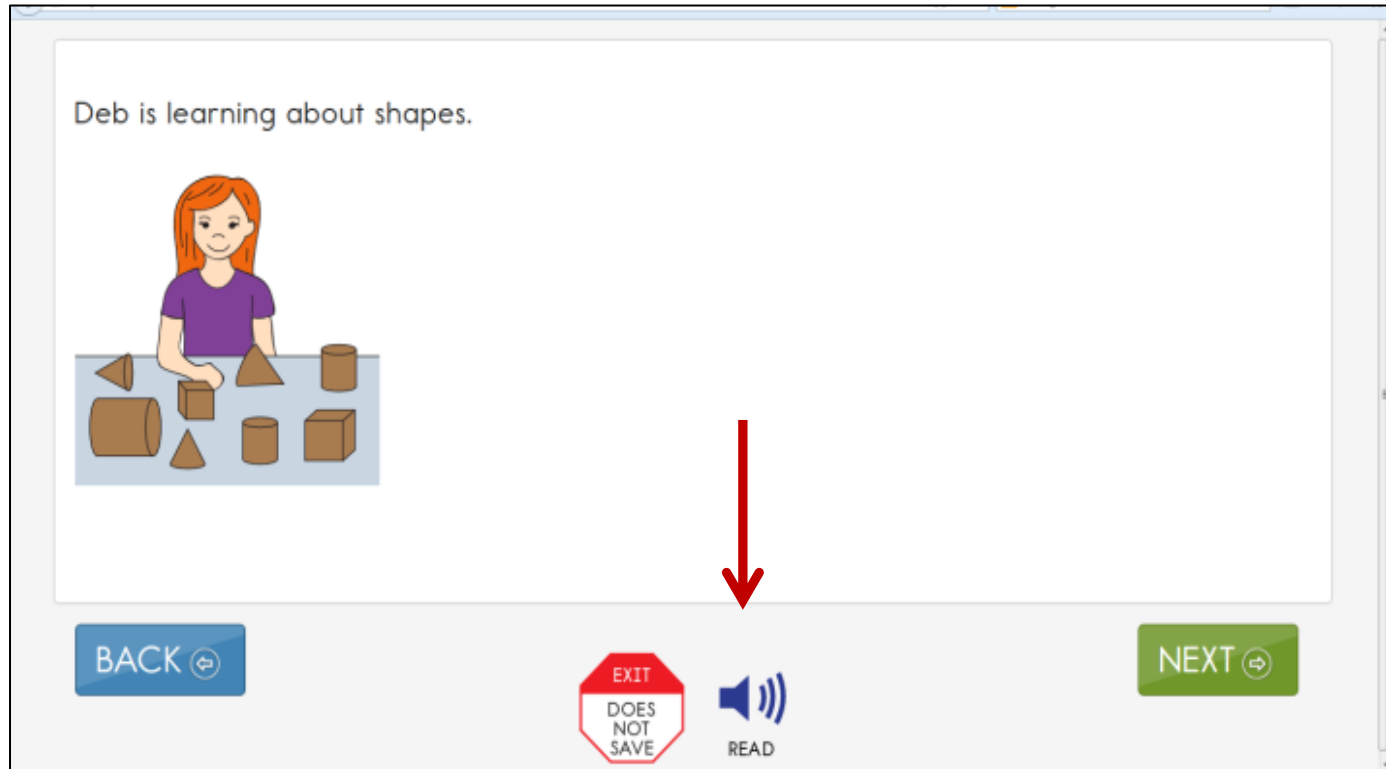 Deb is learning about shapes.
BACK
NEXT
EXIT
DOES
NOT
SAVE
READ